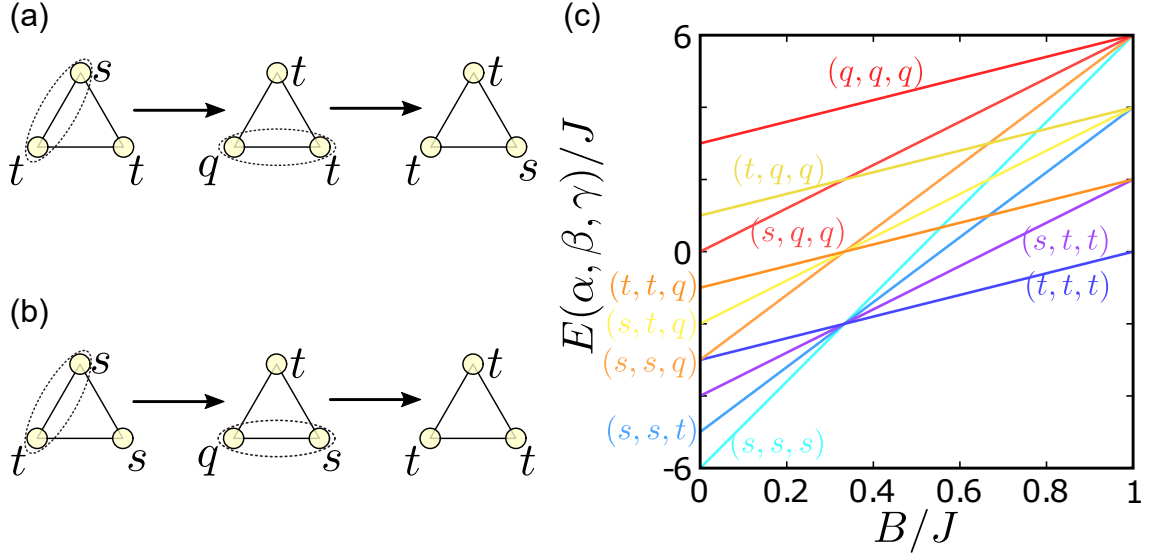 (a)
s
t
t
t
q
t
t
t
s
(b)
s
t
s
t
q
s
t
t
t
(c)
E(α, β, γ)/J
6
0
-6
(q, q, q)
(t, q, q)
(s, q, q)
(s, t, t)
(t, t, q)
(t, t, t)
(s, t, q)
(s, s, q)
(s, s, t)
(s, s, s)
0 0.2 0.4 0.6 0.8 1
B/J